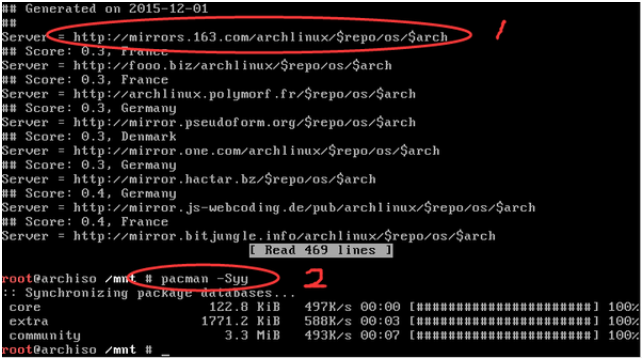 ## Generated on 2015-12-01
##
Server = http://mirrors.163.com/archlinux/$repo/os/$arch
1
## Score: 0.3, France
Server = http://fooo.biz/archlinux/$repo/os/$arch
## Score: 0.3, France
Server = http://archlinux.polymorf.fr/$repo/os/$arch
## Score: 0.3, Germany
Server = http://mirror.pseudoform.org/$repo/os/$arch
## Score: 0.3, Denmark
Server = http://mirror.one.com/archlinux/$repo/os/$arch
## Score: 0.3, Germany
Server = http://mirror.hactar.bz/$repo/os/$arch
## Score: 0.4, Germany
Server = http://mirror.js-webcoding.de/pub/archlinux/$repo/os/$arch
## Score: 0.4, France
Server = http://mirror.bitjungle.info/archlinux/$repo/os/$arch
[ Read 469 lines ]
root@archiso /mnt # pacman -Syy
2
:: Synchronizing package databases...
core 122.8 KiB 497K/s 00:00 [######################] 100%
extra 1771.2 KiB 588K/s 00:03 [######################] 100%
community 3.3 MiB 493K/s 00:07 [######################] 100%
root@archiso /mnt # _